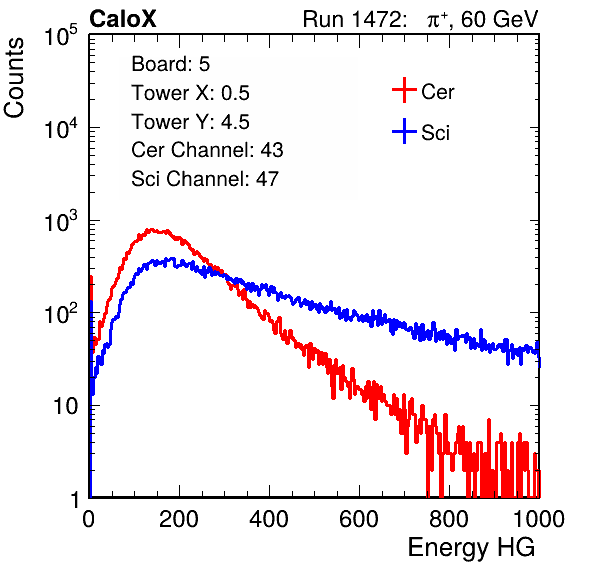 CaloX Run 1472: π⁺, 60 GeV
Counts
10⁵
10⁴
10³
10²
10
1
Board: 5
Tower X: 0.5
Tower Y: 4.5
Cer Channel: 43
Sci Channel: 47
Cer
Sci
0 200 400 600 800 1000
Energy HG